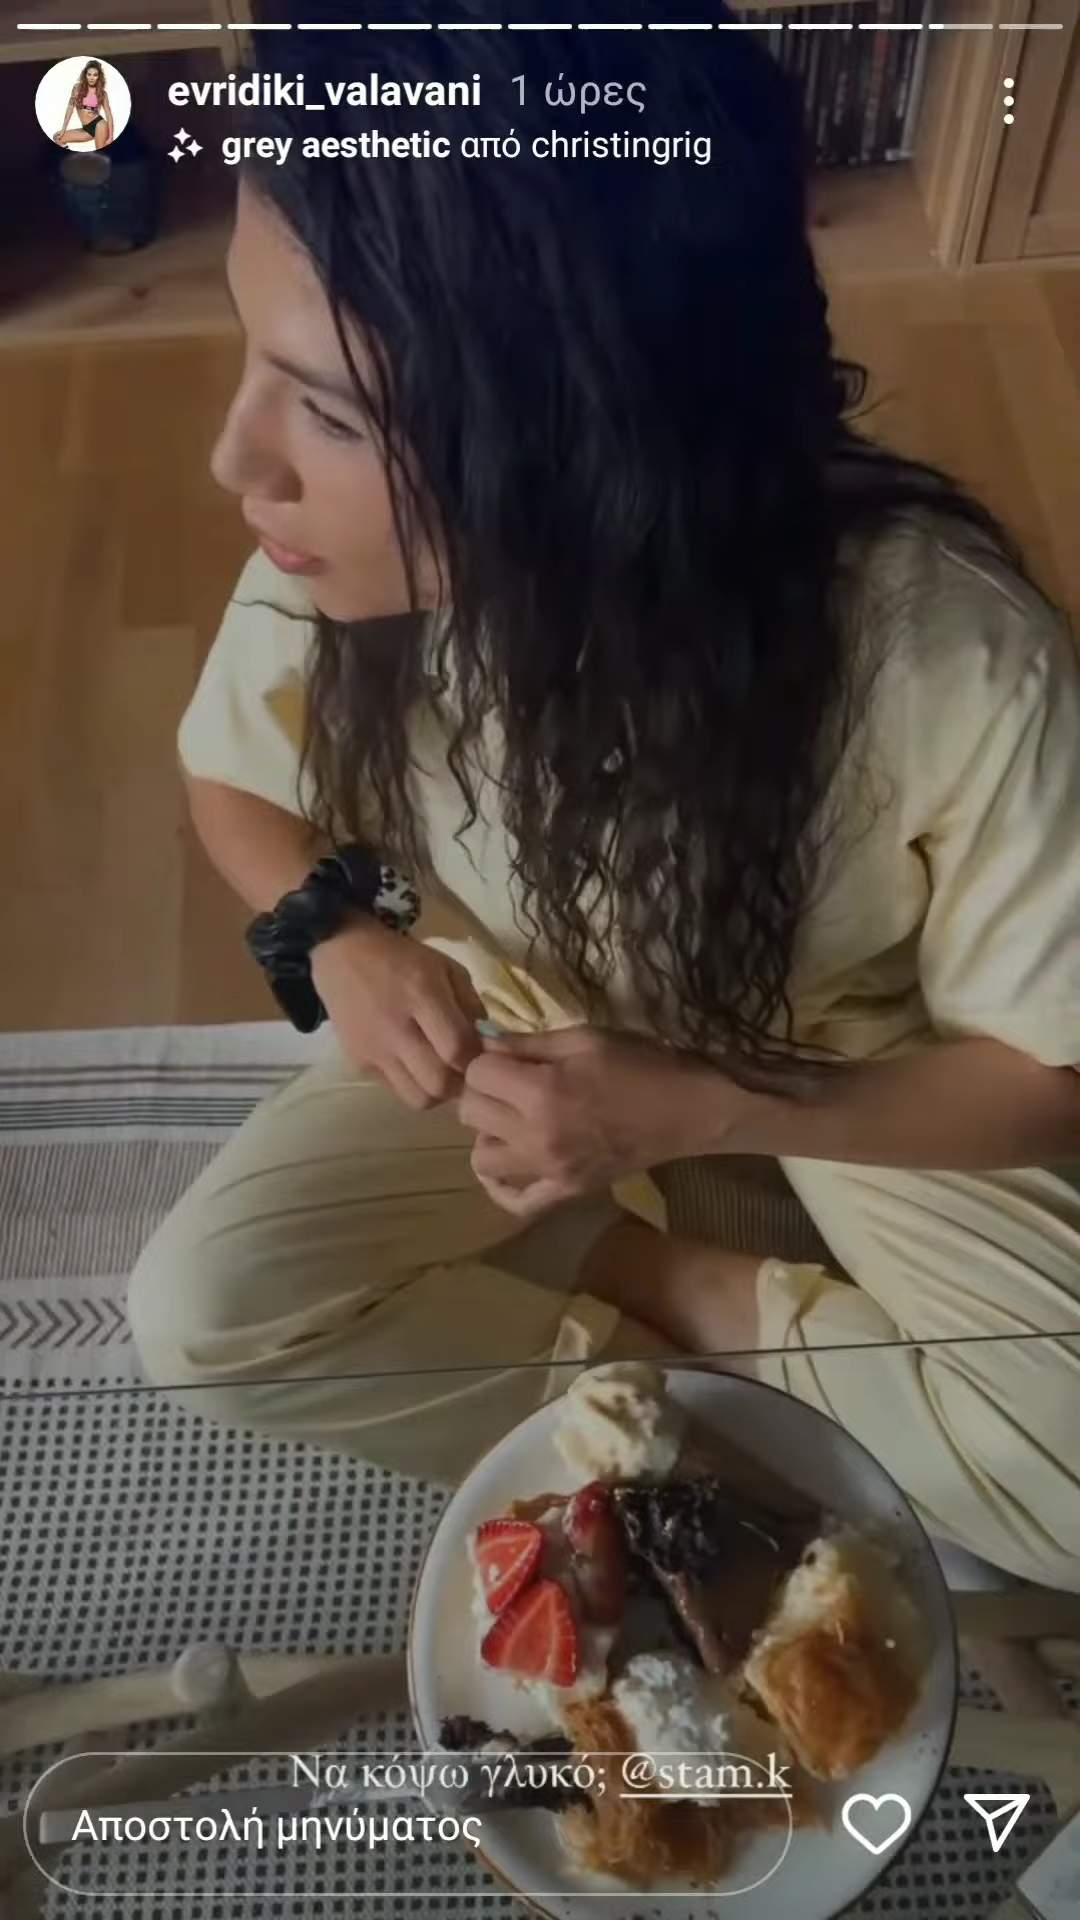 evridiki_valavani 1 ώρες
grey aesthetic από christingrig
Να κόψω γλυκό; @stam.k
Αποστολή μηνύματος